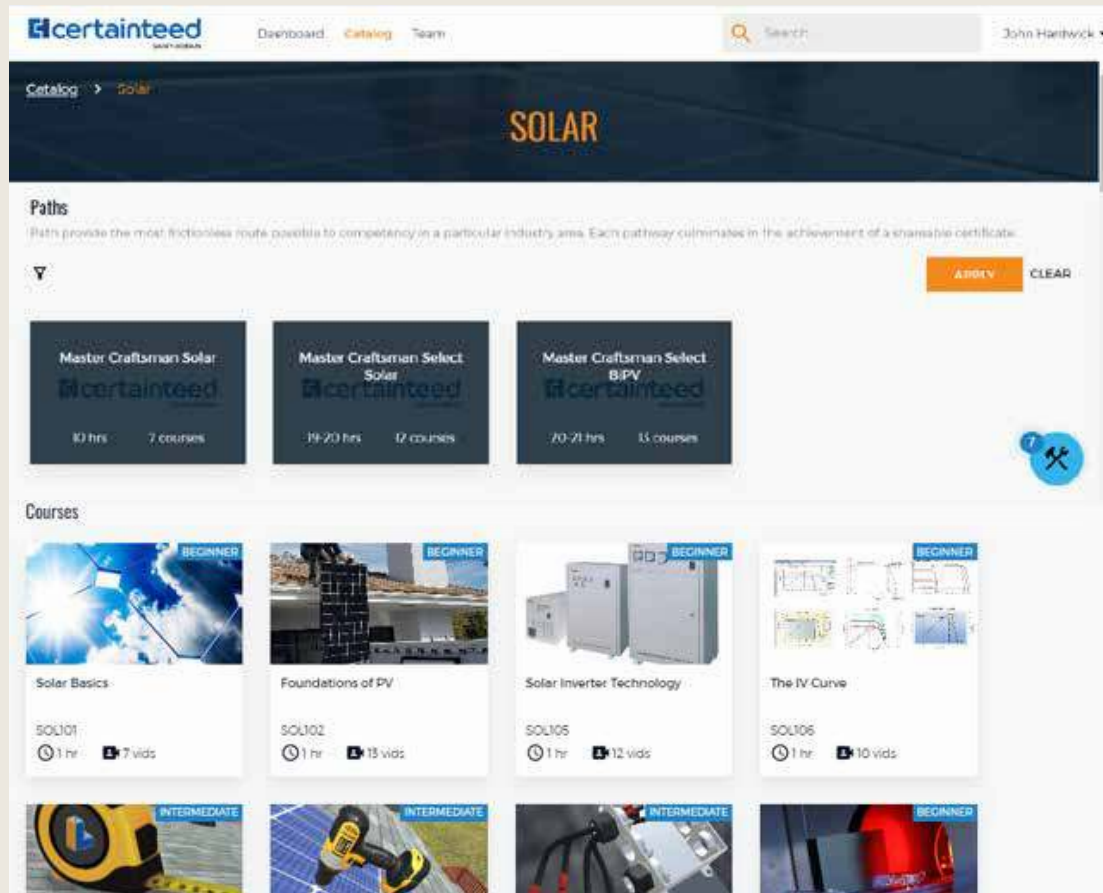 certainteed
SAINT-GOBAIN
Dashboard Catalog Team
Search...
John Hardwick
Catalog > Solar
SOLAR
Paths
Path provide the most frictionless route possible to competency in a particular industry area. Each pathway culminates in the achievement of a shareable certificate.
APPLY CLEAR
Master Craftsman Solar
certainteed
10 hrs 7 courses
Master Craftsman Select
Solar
certainteed
19-20 hrs 12 courses
Master Craftsman Select
BIPV
certainteed
20-21 hrs 13 courses
7
Courses
BEGINNER
Solar Basics
SOL101
1 hr 7 vids
BEGINNER
Foundations of PV
SOL102
1 hr 13 vids
BEGINNER
Solar Inverter Technology
SOL105
1 hr 12 vids
BEGINNER
The IV Curve
SOL106
1 hr 10 vids
INTERMEDIATE
INTERMEDIATE
INTERMEDIATE
BEGINNER